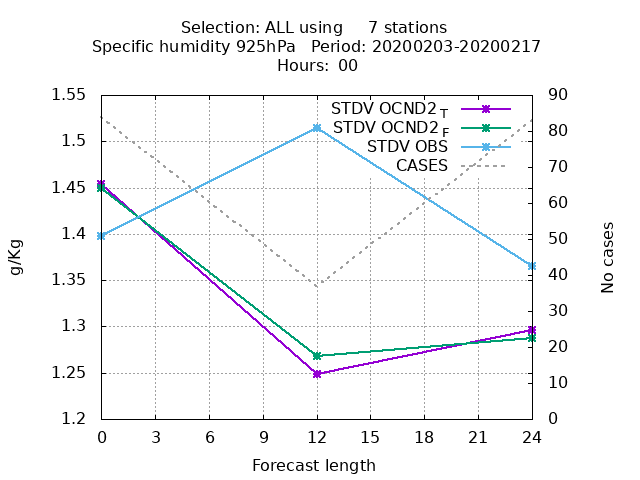 Selection: ALL using 7 stations
Specific humidity 925hPa Period: 20200203-20200217
Hours: 00
STDV OCND2 T
STDV OCND2 F
STDV OBS
CASES
1.55
1.5
1.45
1.4
1.35
1.3
1.25
1.2
g/Kg
90
80
70
60
50
40
30
20
10
0
No cases
0 3 6 9 12 15 18 21 24
Forecast length